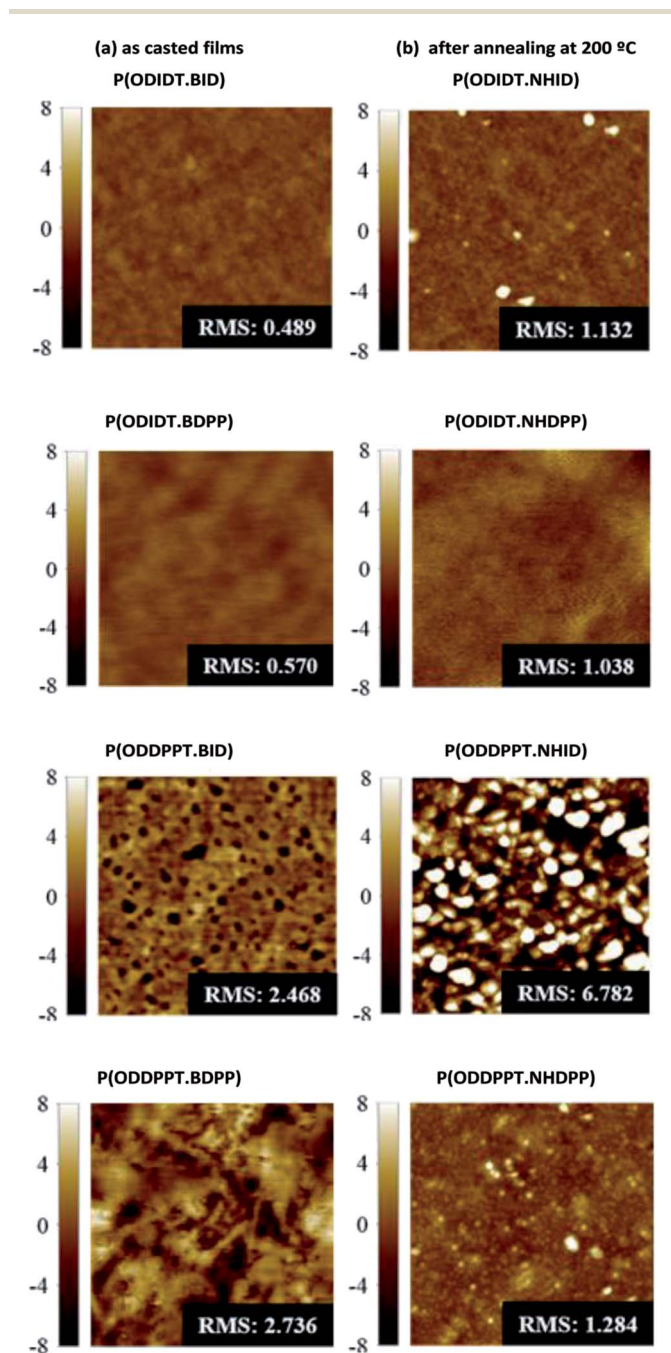 (a) as casted films (b) after annealing at 200 ºC
P(ODIDT.BID) P(ODIDT.NHID)
8 8
4 4
0 0
-4 -4
-8 -8
RMS: 0.489 RMS: 1.132
P(ODIDT.BDPP) P(ODIDT.NHDPP)
8 8
4 4
0 0
-4 -4
-8 -8
RMS: 0.570 RMS: 1.038
P(ODDPPT.BID) P(ODDPPT.NHID)
8 8
4 4
0 0
-4 -4
-8 -8
RMS: 2.468 RMS: 6.782
P(ODDPPT.BDPP) P(ODDPPT.NHDPP)
8 8
4 4
0 0
-4 -4
-8 -8
RMS: 2.736 RMS: 1.284